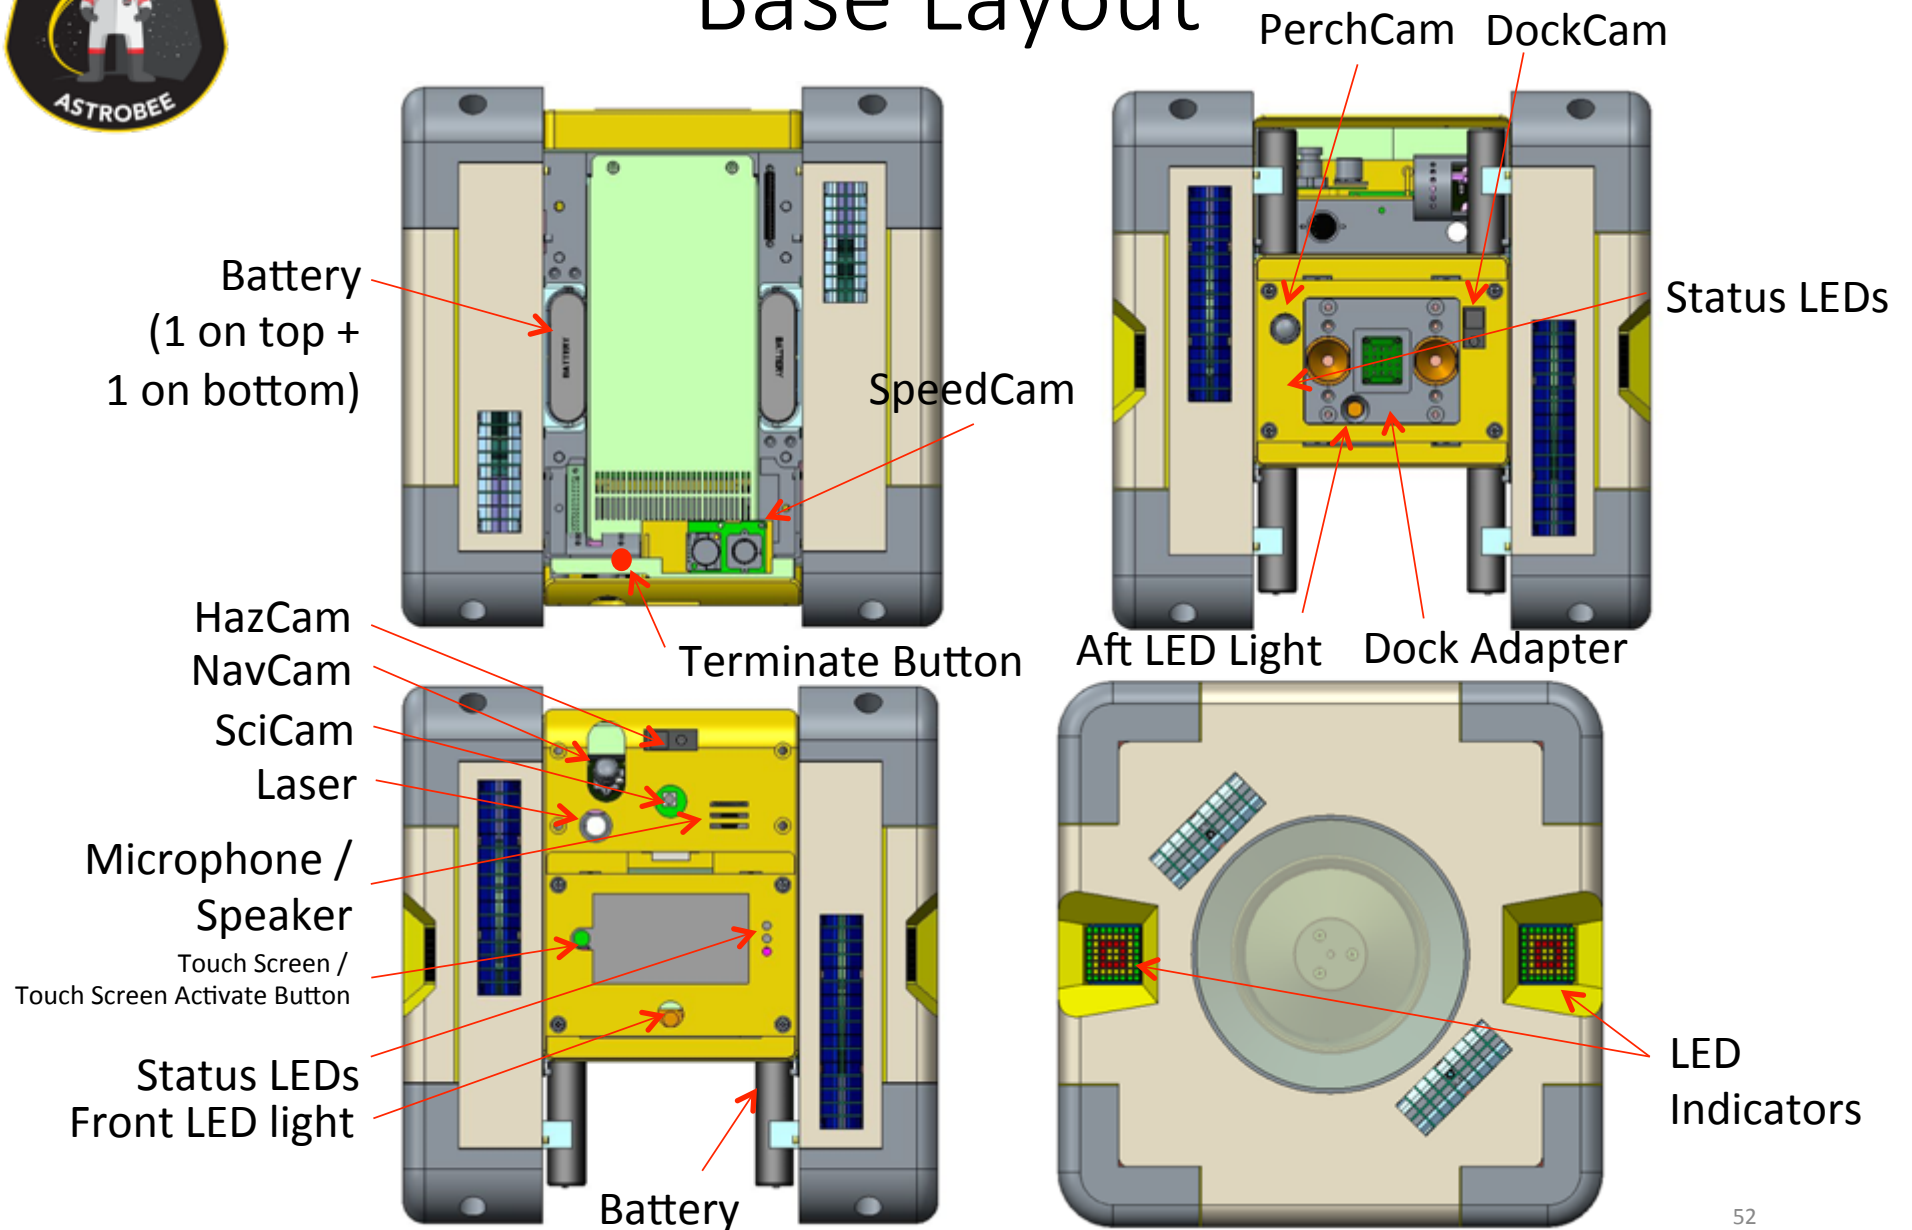 Base Layout
ASTROBEE
PerchCam
DockCam
Battery
(1 on top +
1 on bottom)
BATTERY
BATTERY
SpeedCam
Status LEDs
Terminate Button
Aft LED Light
Dock Adapter
HazCam
NavCam
SciCam
Laser
Microphone /
Speaker
Touch Screen /
Touch Screen Activate Button
Status LEDs
Front LED light
Battery
LED
Indicators
52